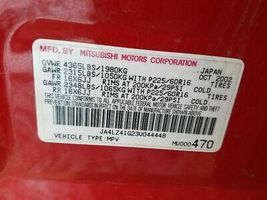 MFD. BY MITSUBISHI MOTORS CORPORATION
GVWR 4365LBS/1980KG JAPAN
GAWR 2315LBS/1050KG WITH P225/60R16 OCT 2002
FR 16X6JJ RIMS AT 200KPA/29PSI COLD TIRES
GAWR 2348LBS/1065KG WITH P225/60R16
RR 16X6JJ RIMS AT 200KPA/29PSI COLD TIRES
JA4LZ41G23U044448
VEHICLE TYPE: MPV MU000470